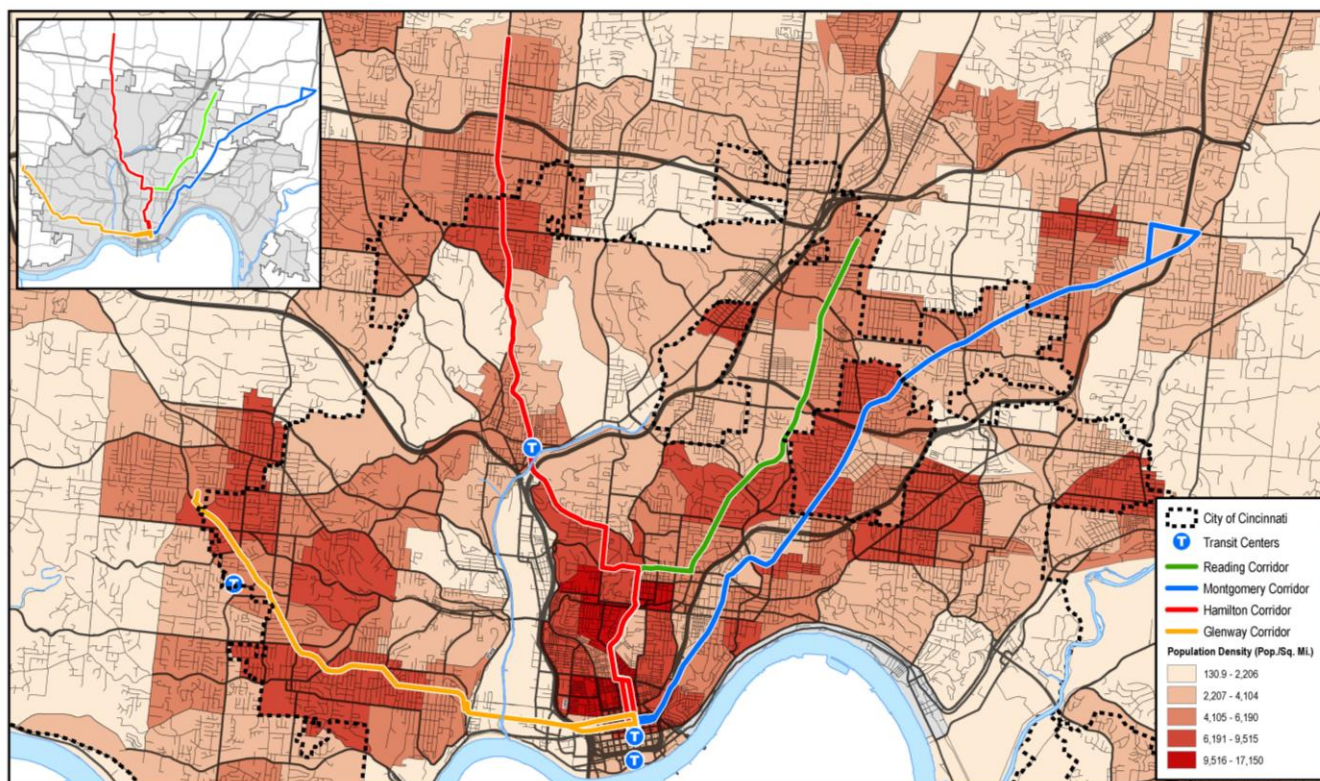 T
T
T
T
City of Cincinnati
T Transit Centers
Reading Corridor
Montgomery Corridor
Hamilton Corridor
Glenway Corridor
Population Density (Pop./Sq. Mi.)
130.9 - 2,206
2,207 - 4,104
4,105 - 6,190
6,191 - 9,515
9,516 - 17,150